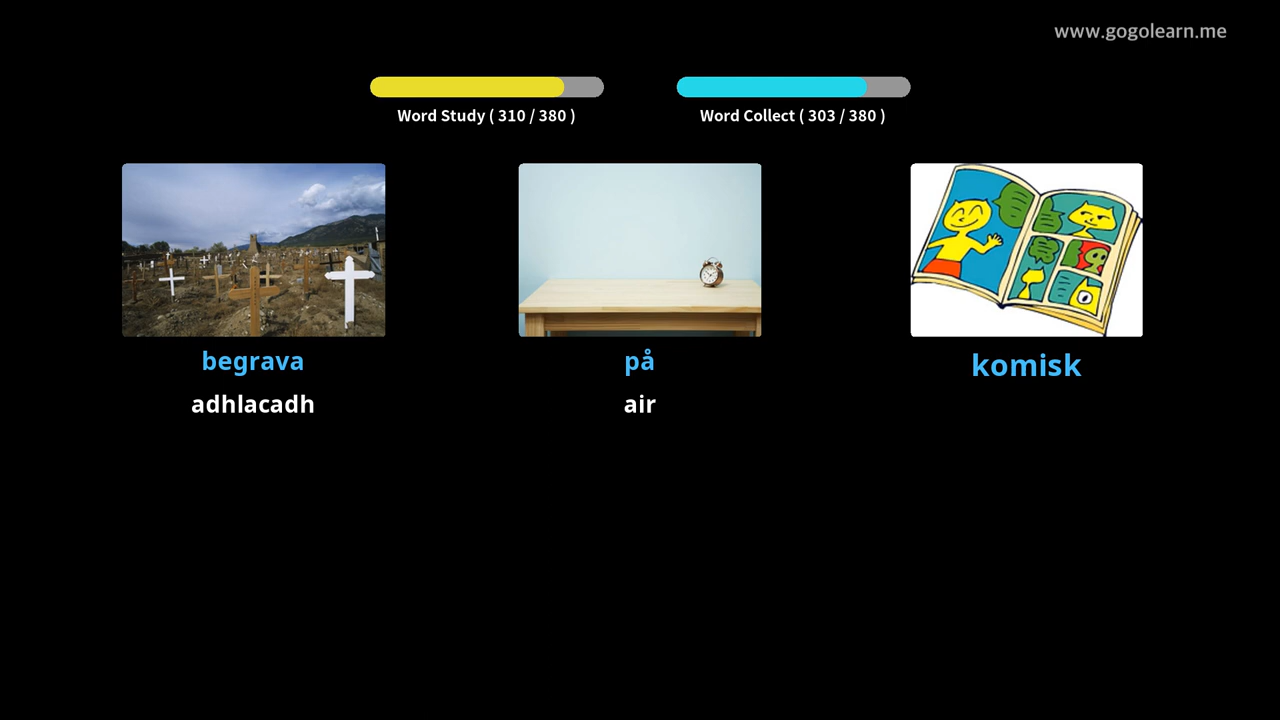 www.gogolearn.me
Word Study ( 310 / 380 )
Word Collect ( 303 / 380 )
begrava
på
komisk
adhlacadh
air